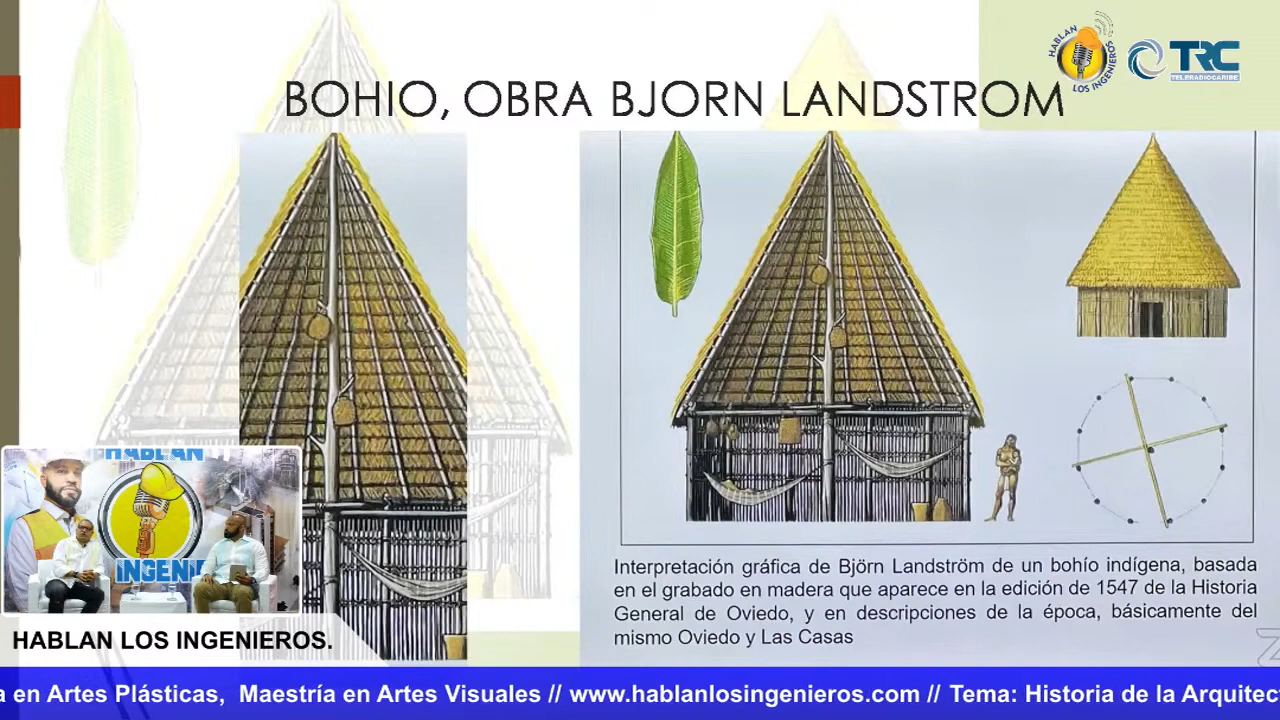 BOHIO, OBRA BJORN LANDSTROM
HABLAN
LOS INGENIEROS
TRC
TELERADIOCARIBE
Interpretación gráfica de Björn Landström de un bohío indígena, basada
en el grabado en madera que aparece en la edición de 1547 de la Historia
General de Oviedo, y en descripciones de la época, básicamente del
mismo Oviedo y Las Casas
HABLAN
INGENIE
HABLAN LOS INGENIEROS.
a en Artes Plásticas, Maestría en Artes Visuales // www.hablanlosingenieros.com // Tema: Historia de la Arquitec